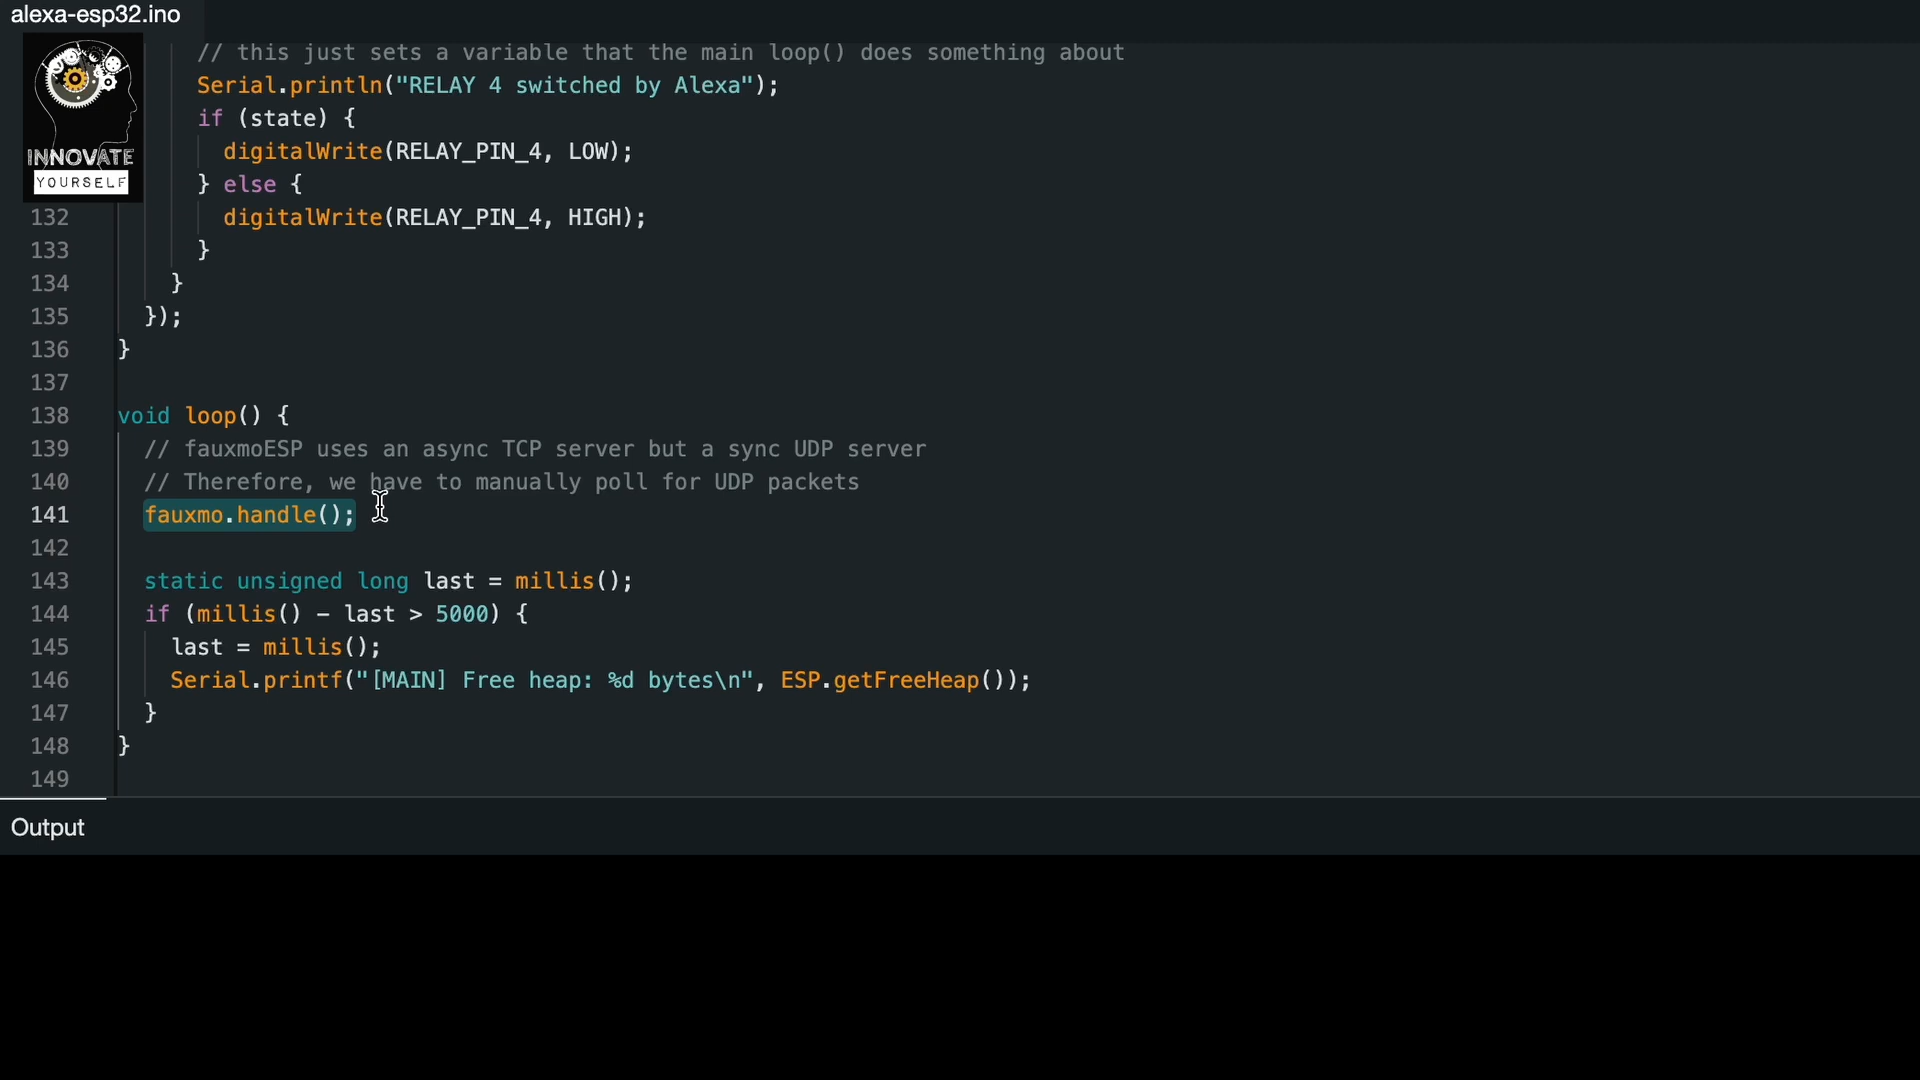 alexa-esp32.ino
INNOVATE
YOURSELF
// this just sets a variable that the main loop() does something about
Serial.println("RELAY 4 switched by Alexa");
if (state) {
digitalWrite(RELAY_PIN_4, LOW);
} else {
132 digitalWrite(RELAY_PIN_4, HIGH);
133 }
134 }
135 });
136 }
137
138 void loop() {
139 // fauxmoESP uses an async TCP server but a sync UDP server
140 // Therefore, we have to manually poll for UDP packets
141 fauxmo.handle();
142
143 static unsigned long last = millis();
144 if (millis() - last > 5000) {
145 last = millis();
146 Serial.printf("[MAIN] Free heap: %d bytes\n", ESP.getFreeHeap());
147 }
148 }
149
Output